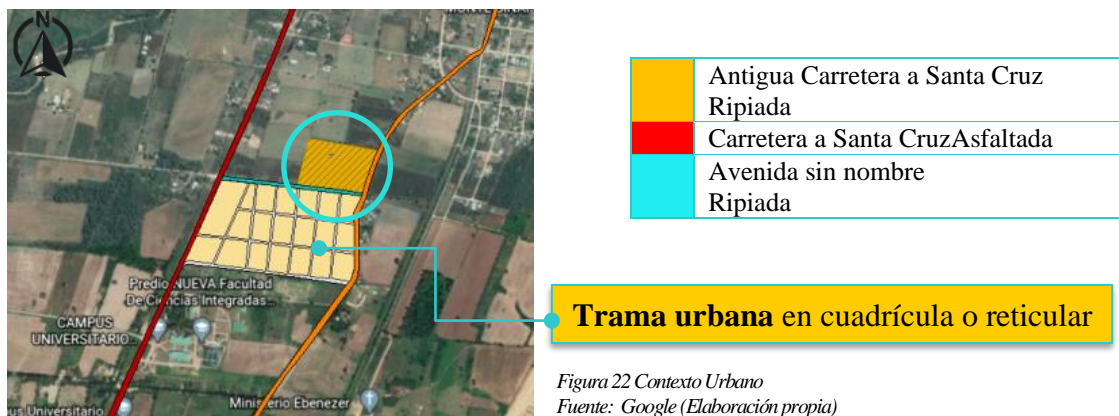 N
Predio NUEVA Facultad
De Ciencias Integradas...
CAMPUS
UNIVERSITARIO...
Ministerio Ebenezer
us Universitario
Antigua Carretera a Santa Cruz
Ripiada
Carretera a Santa CruzAsfaltada
Avenida sin nombre
Ripiada
Trama urbana en cuadrícula o reticular
Figura 22 Contexto Urbano
Fuente: Google (Elaboración propia)